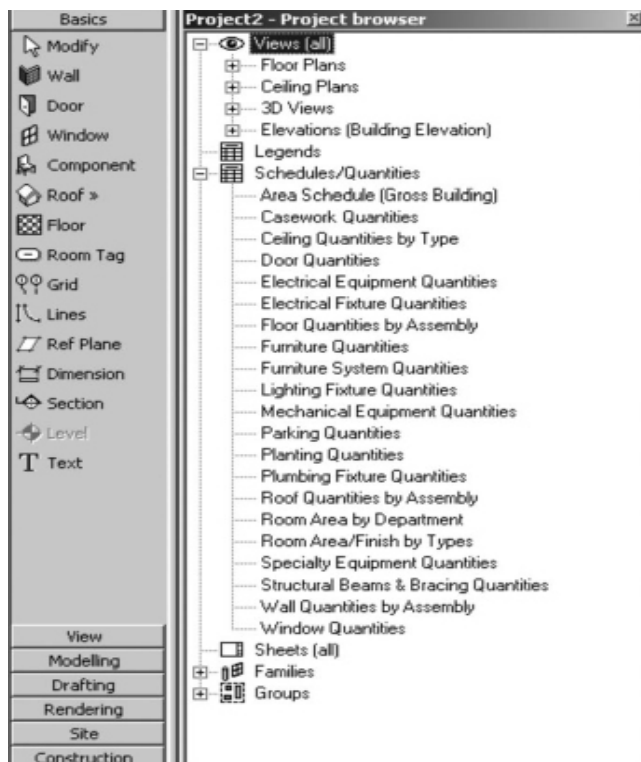 Basics
Modify
Wall
Door
Window
Component
Roof »
Floor
Room Tag
Grid
Lines
Ref Plane
Dimension
Section
Level
T Text
View
Modelling
Drafting
Rendering
Site
Construction
Project2 - Project browser
Views (all)
Floor Plans
Ceiling Plans
3D Views
Elevations (Building Elevation)
Legends
Schedules/Quantities
Area Schedule (Gross Building)
Casework Quantities
Ceiling Quantities by Type
Door Quantities
Electrical Equipment Quantities
Electrical Fixture Quantities
Floor Quantities by Assembly
Furniture Quantities
Furniture System Quantities
Lighting Fixture Quantities
Mechanical Equipment Quantities
Parking Quantities
Planting Quantities
Plumbing Fixture Quantities
Roof Quantities by Assembly
Room Area by Department
Room Area/Finish by Types
Specialty Equipment Quantities
Structural Beams & Bracing Quantities
Wall Quantities by Assembly
Window Quantities
Sheets (all)
Families
Groups